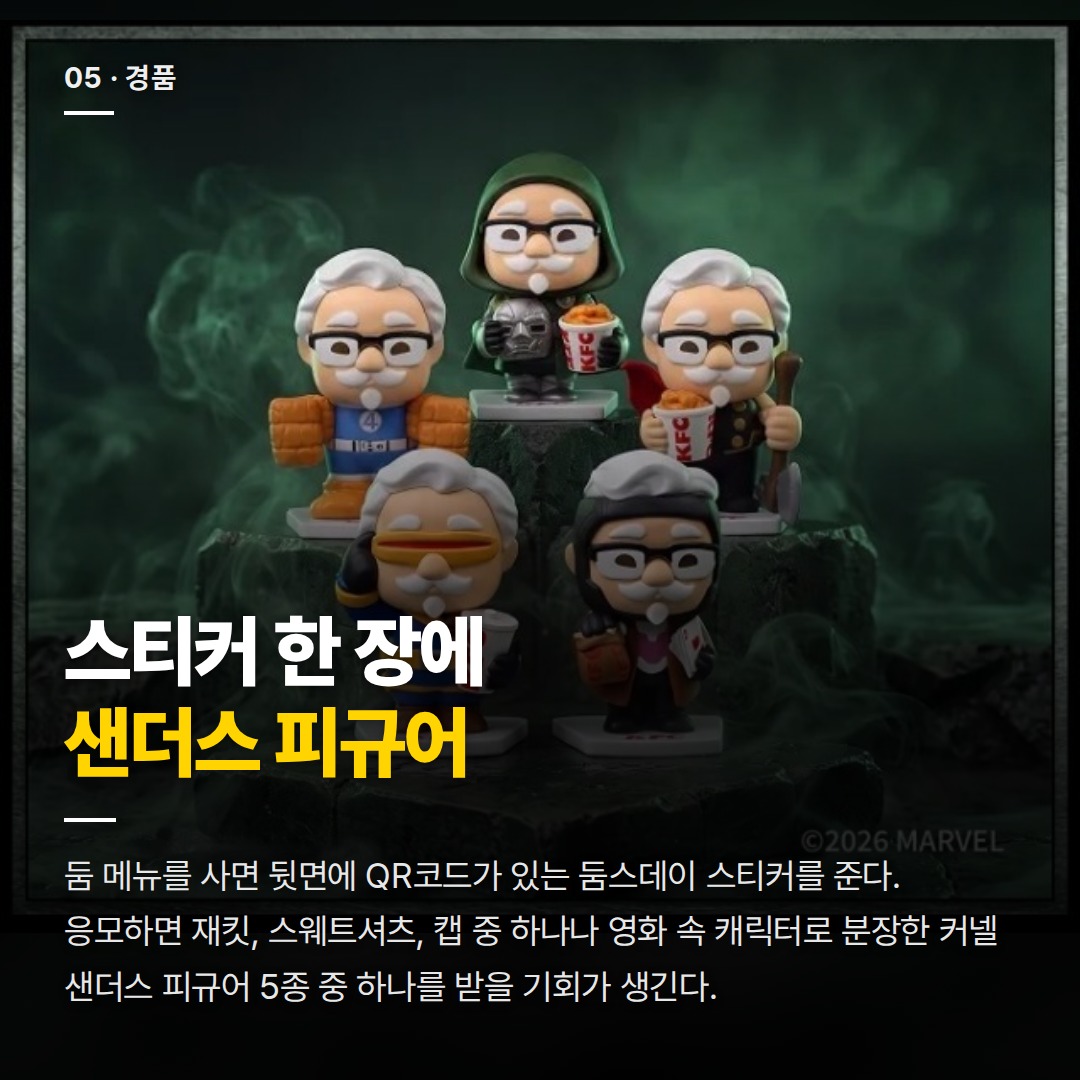 05 · 경품
KFC
KFC
4
스티커 한 장에
샌더스 피규어
©2026 MARVEL
둠 메뉴를 사면 뒷면에 QR코드가 있는 둠스데이 스티커를 준다.
응모하면 재킷, 스웨트셔츠, 캡 중 하나나 영화 속 캐릭터로 분장한 커넬
샌더스 피규어 5종 중 하나를 받을 기회가 생긴다.